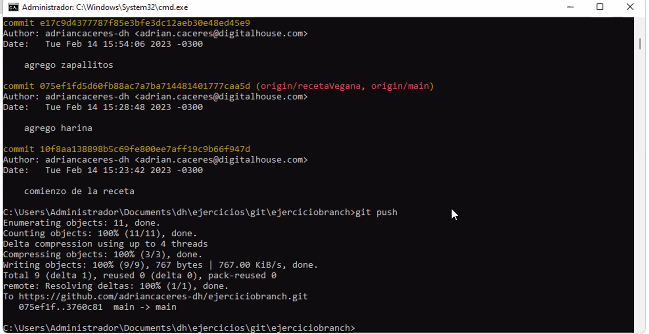 Administrador: C:\Windows\System32\cmd.exe
commit e17c9d4377787f85e3bfe3dc12aeb30e48ed45e9
Author: adriancaceres-dh <adrian.caceres@digitalhouse.com>
Date:   Tue Feb 14 15:54:06 2023 -0300
agrego zapallitos
commit 075ef1fd5d60fb88ac7a7ba714481401777caa5d (origin/recetaVegana, origin/main)
Author: adriancaceres-dh <adrian.caceres@digitalhouse.com>
Date:   Tue Feb 14 15:28:48 2023 -0300
agrego harina
commit 10f8aa138898b5c69fe800ee7aff19c9b66f947d
Author: adriancaceres-dh <adrian.caceres@digitalhouse.com>
Date:   Tue Feb 14 15:23:42 2023 -0300
comienzo de la receta
C:\Users\Administrador\Documents\dh\ejercicios\git\ejerciciobranch>git push
Enumerating objects: 11, done.
Counting objects: 100% (11/11), done.
Delta compression using up to 4 threads
Compressing objects: 100% (3/3), done.
Writing objects: 100% (9/9), 767 bytes | 767.00 KiB/s, done.
Total 9 (delta 1), reused 0 (delta 0), pack-reused 0
remote: Resolving deltas: 100% (1/1), done.
To https://github.com/adriancaceres-dh/ejerciciobranch.git
075ef1f..3760c81  main -> main
C:\Users\Administrador\Documents\dh\ejercicios\git\ejerciciobranch>